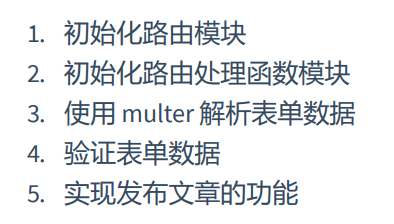 1. 初始化路由模块
2. 初始化路由处理函数模块
3. 使用 multer 解析表单数据
4. 验证表单数据
5. 实现发布文章的功能